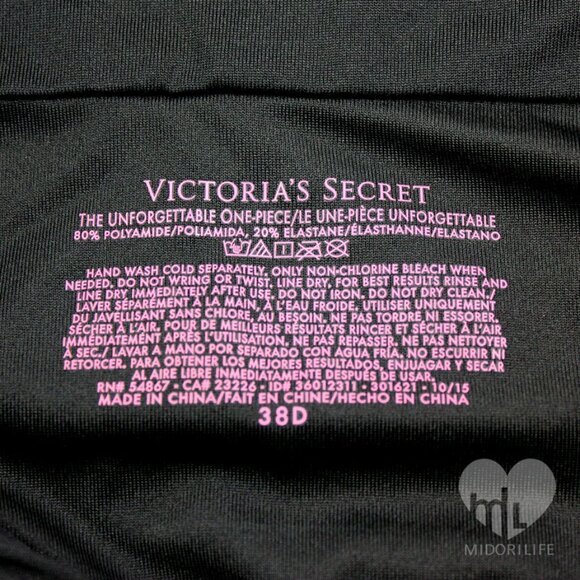 VICTORIA'S SECRET
THE UNFORGETTABLE ONE-PIECE/LE UNE-PIÈCE UNFORGETTABLE
80% POLYAMIDE/POLIAMIDA, 20% ELASTANE/ÉLASTHANNE/ELASTANO
HAND WASH COLD SEPARATELY, ONLY NON-CHLORINE BLEACH WHEN
NEEDED, DO NOT WRING OR TWIST, LINE DRY, FOR BEST RESULTS RINSE AND
LINE DRY IMMEDIATELY AFTER USE, DO NOT IRON. DO NOT DRY CLEAN./
LAVER SÉPARÉMENT À LA MAIN, À L'EAU FROIDE. UTILISER UNIQUEMENT
DU JAVELLISANT SANS CHLORE, AU BESOIN. NE PAS TORDRE NI ESSORER.
SÉCHER À L'AIR. POUR DE MEILLEURS RÉSULTATS RINCER ET SÉCHER À L'AIR
IMMÉDIATEMENT APRÈS L'UTILISATION. NE PAS REPASSER. NE PAS NETTOYER
À SEC./ LAVAR A MANO POR SEPARADO CON AGUA FRÍA. NO ESCURRIR NI
RETORCER. PARA OBTENER LOS MEJORES RESULTADOS, ENJUAGAR Y SECAR
AL AIRE LIBRE INMEDIATAMENTE DESPUÉS DE USAR.
RN# 54867 · CA# 23226 · ID# 36012311 · 301621 · 10/15
MADE IN CHINA/FAIT EN CHINE/HECHO EN CHINA
38D
ML
MIDORILIFE